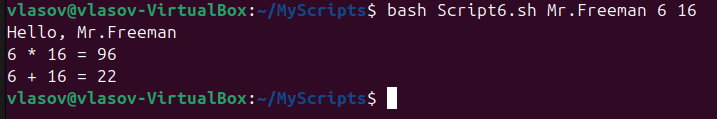 vlasov@vlasov-VirtualBox:~/MyScripts$ bash Script6.sh Mr.Freeman 6 16
Hello, Mr.Freeman
6 * 16 = 96
6 + 16 = 22
vlasov@vlasov-VirtualBox:~/MyScripts$